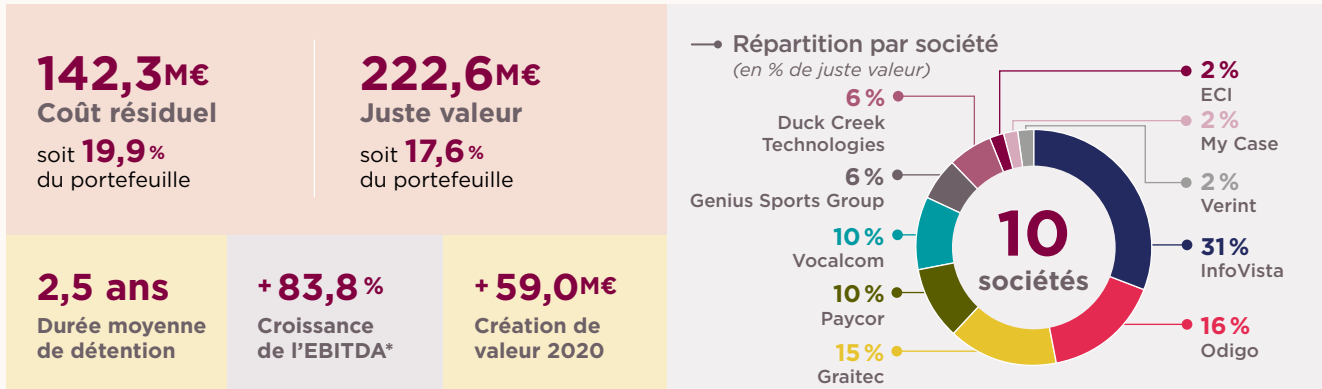 142,3M€
Coût résiduel
soit 19,9 %
du portefeuille
222,6M€
Juste valeur
soit 17,6 %
du portefeuille
2,5 ans
Durée moyenne
de détention
+ 83,8 %
Croissance
de l’EBITDA*
+ 59,0M€
Création de
valeur 2020
Répartition par société
(en % de juste valeur)
6 %
Duck Creek
Technologies
6 %
Genius Sports Group
10 %
Vocalcom
10 %
Paycor
15 %
Graitec
10
sociétés
2 %
ECI
2 %
My Case
2 %
Verint
31 %
InfoVista
16 %
Odigo